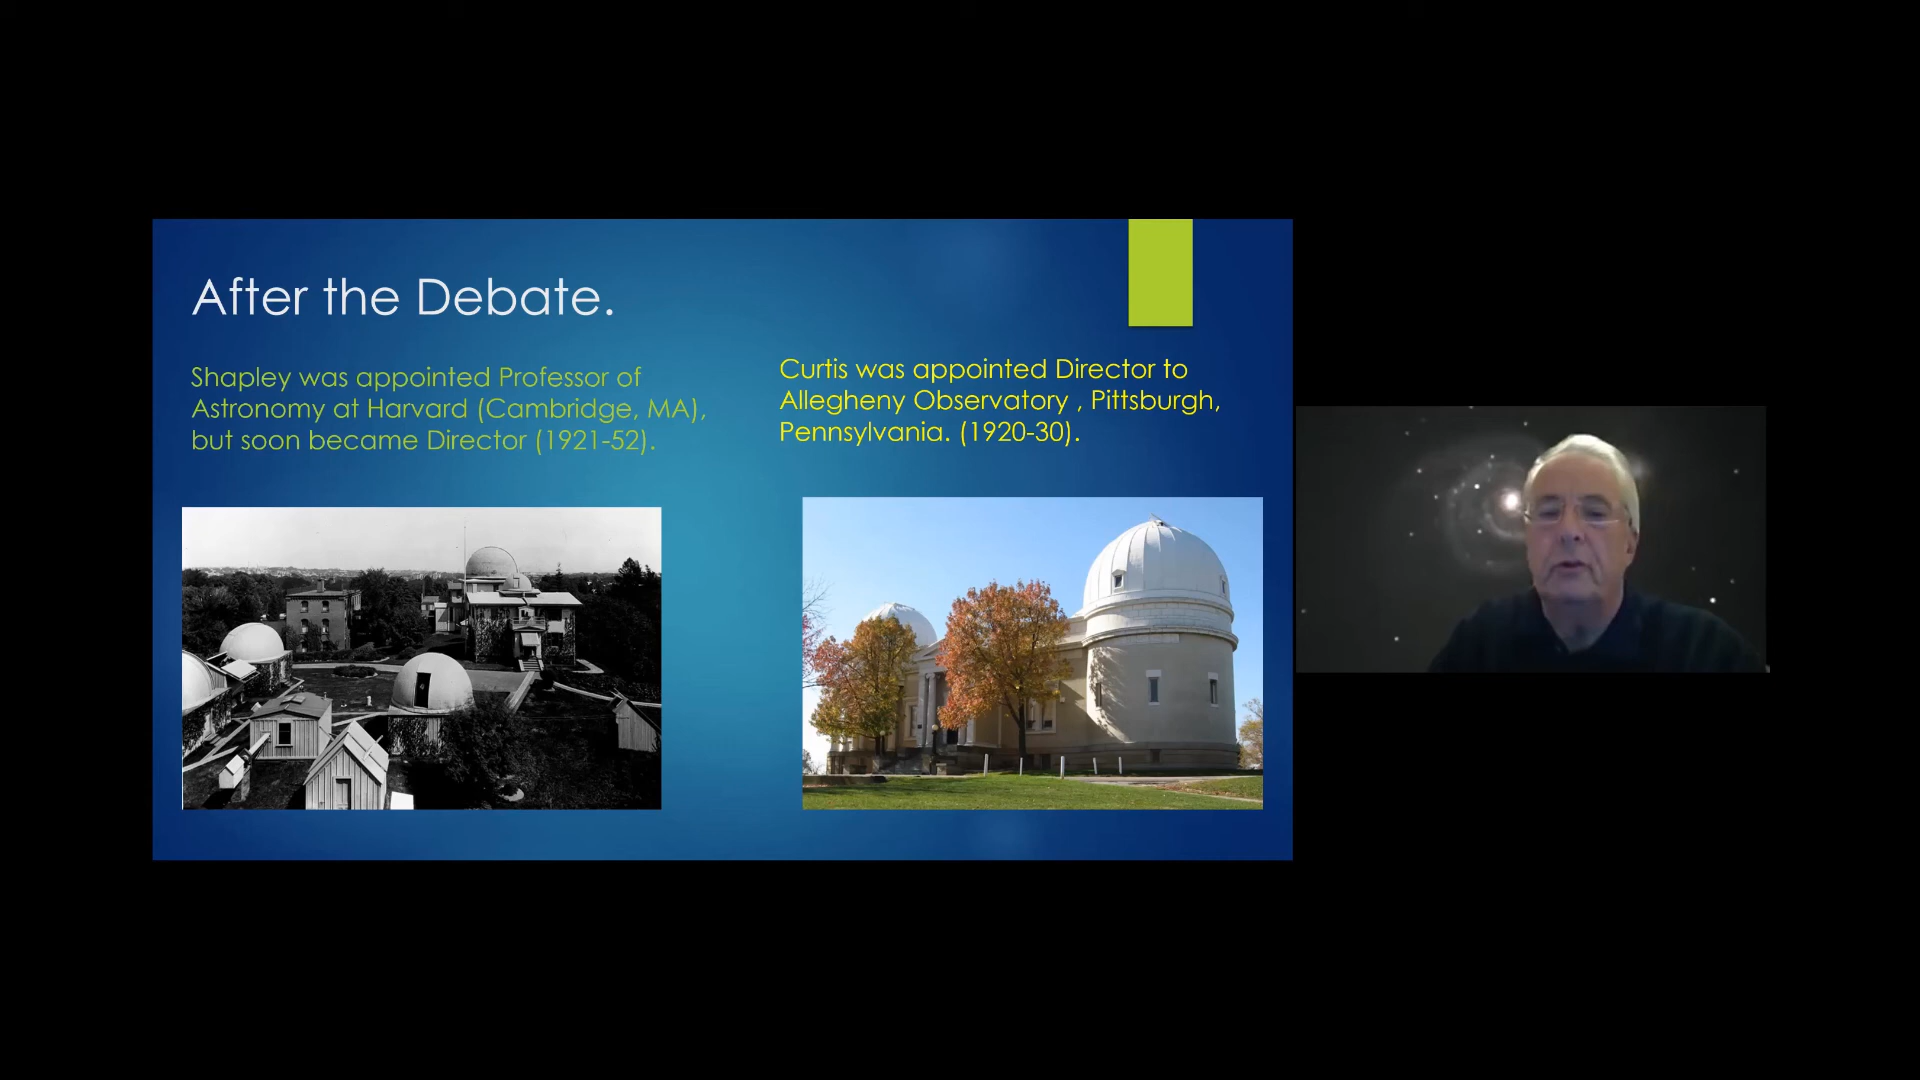 After the Debate.
Shapley was appointed Professor of
Astronomy at Harvard (Cambridge, MA),
but soon became Director (1921-52).
Curtis was appointed Director to
Allegheny Observatory , Pittsburgh,
Pennsylvania. (1920-30).